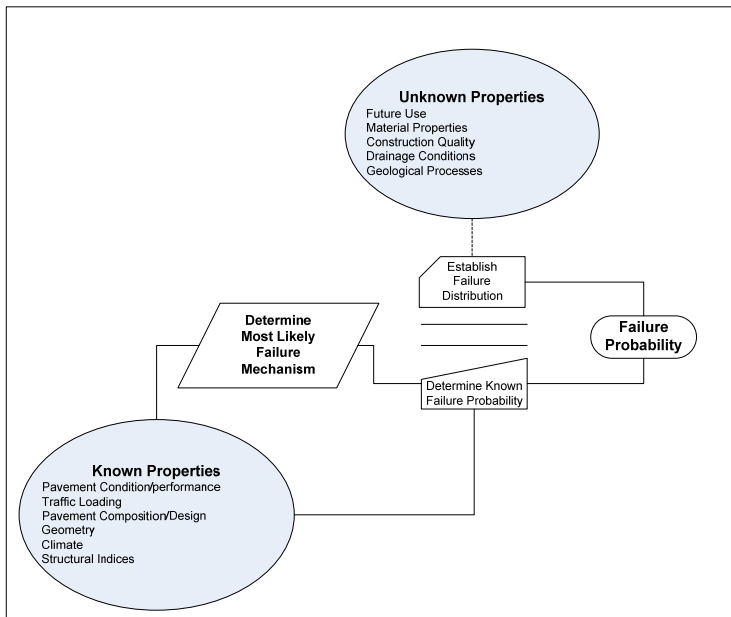 Unknown Properties
Future Use
Material Properties
Construction Quality
Drainage Conditions
Geological Processes
Establish
Failure
Distribution
Determine
Most Likely
Failure
Mechanism
Failure
Probability
Determine Known
Failure Probability
Known Properties
Pavement Condition/performance
Traffic Loading
Pavement Composition/Design
Geometry
Climate
Structural Indices